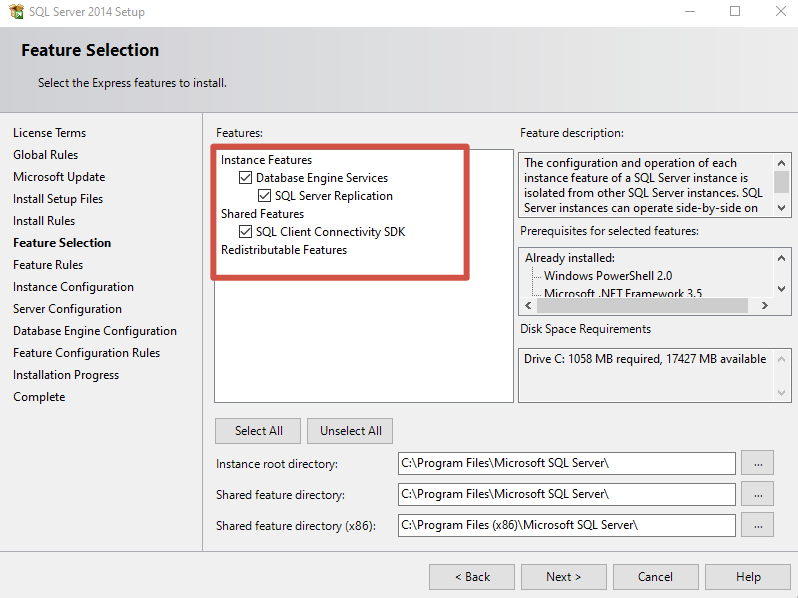 SQL Server 2014 Setup
Feature Selection
Select the Express features to install.
License Terms
Global Rules
Microsoft Update
Install Setup Files
Install Rules
Feature Selection
Feature Rules
Instance Configuration
Server Configuration
Database Engine Configuration
Feature Configuration Rules
Installation Progress
Complete
Features:
Instance Features
Database Engine Services
SQL Server Replication
Shared Features
SQL Client Connectivity SDK
Redistributable Features
Feature description:
The configuration and operation of each
instance feature of a SQL Server instance is
isolated from other SQL Server instances. SQL
Server instances can operate side-by-side on
Prerequisites for selected features:
Already installed:
Windows PowerShell 2.0
Microsoft .NET Framework 3.5
Disk Space Requirements
Drive C: 1058 MB required, 17427 MB available
Select All
Unselect All
Instance root directory:
C:\Program Files\Microsoft SQL Server\
...
Shared feature directory:
C:\Program Files\Microsoft SQL Server\
...
Shared feature directory (x86):
C:\Program Files (x86)\Microsoft SQL Server\
...
< Back
Next >
Cancel
Help